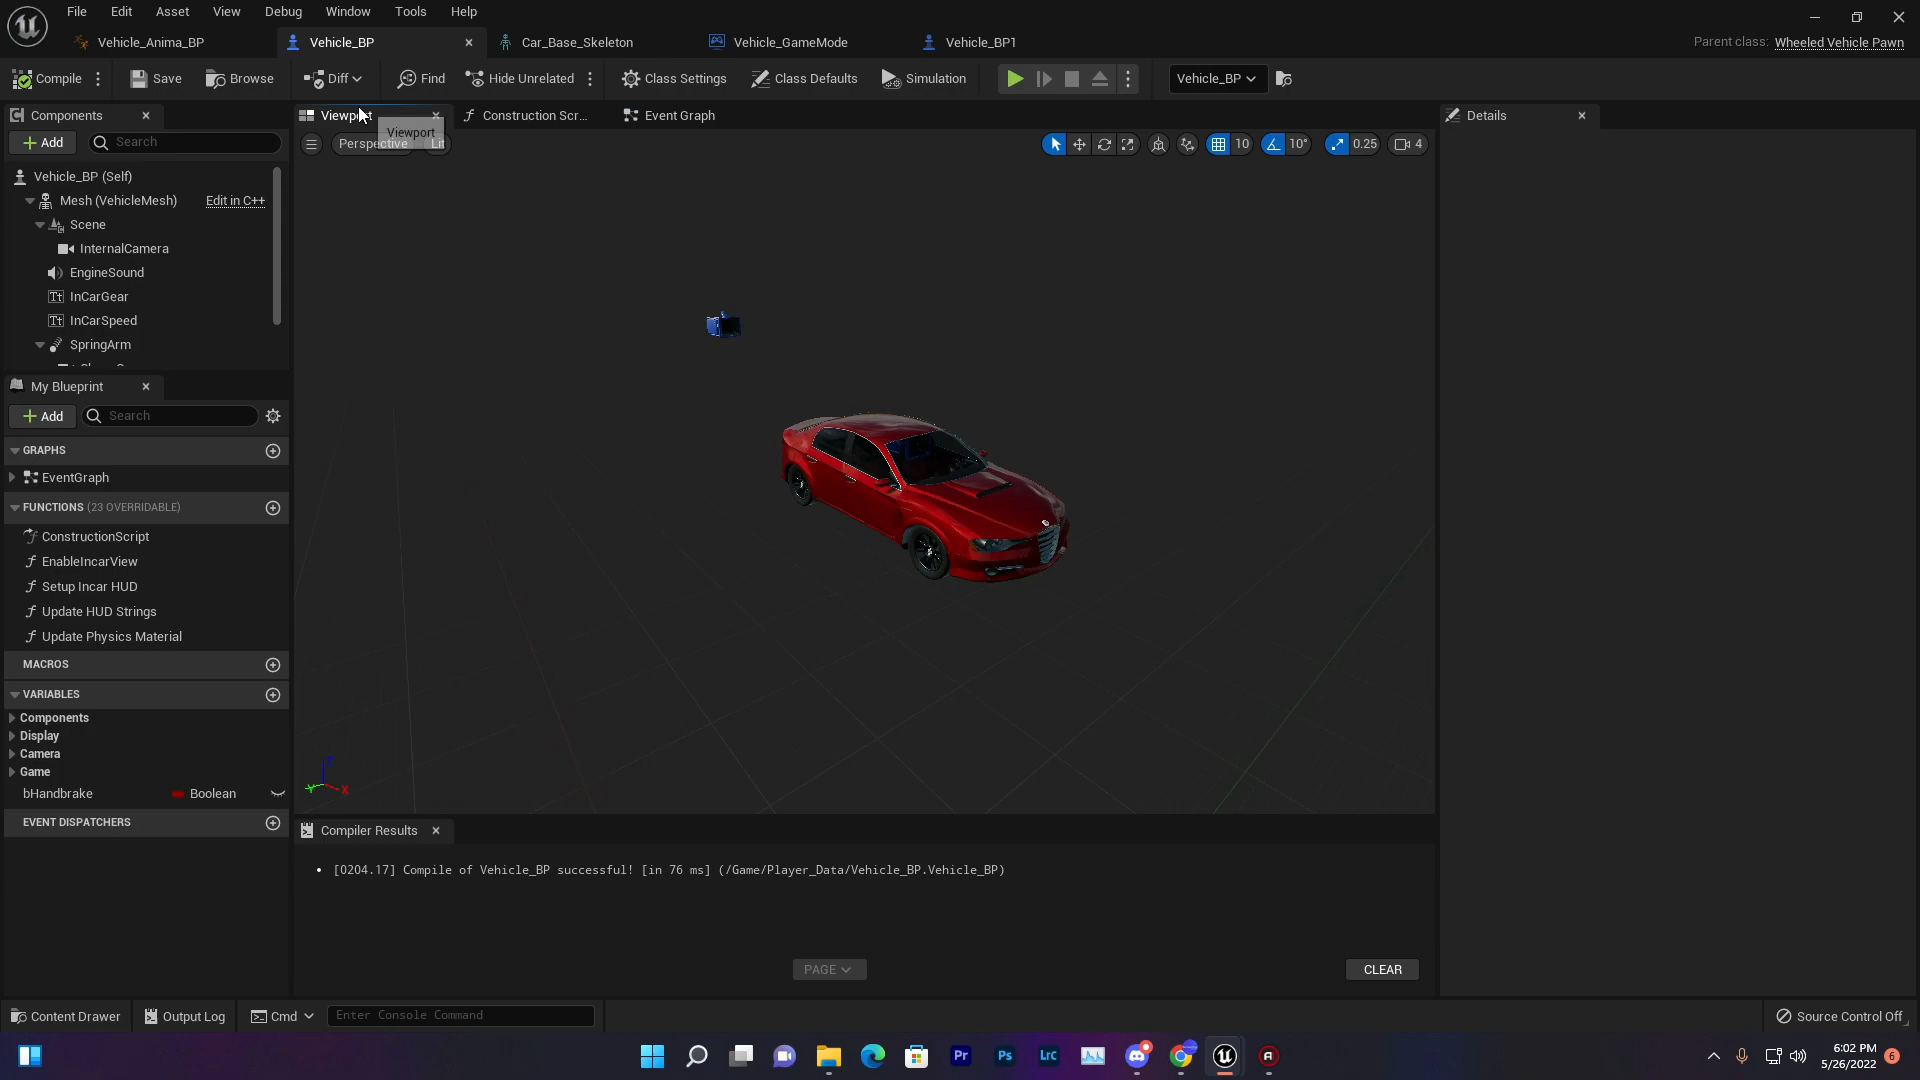 File Edit Asset View Debug Window Tools Help
Vehicle_Anima_BP Vehicle_BP Car_Base_Skeleton Vehicle_GameMode Vehicle_BP1 Parent class: Wheeled Vehicle Pawn
Compile Save Browse Diff Find Hide Unrelated Class Settings Class Defaults Simulation Vehicle_BP
Components Viewport Construction Scr... Event Graph Details
Viewport
Add Search Perspective Lit 10 10° 0.25 4
Vehicle_BP (Self)
Mesh (VehicleMesh) Edit in C++
Scene
InternalCamera
EngineSound
InCarGear
InCarSpeed
SpringArm
My Blueprint
Add Search
GRAPHS
EventGraph
FUNCTIONS (23 OVERRIDABLE)
ConstructionScript
EnableIncarView
Setup Incar HUD
Update HUD Strings
Update Physics Material
MACROS
VARIABLES
Components
Display
Camera
Game
bHandbrake Boolean
EVENT DISPATCHERS
Z
Y X
Compiler Results
[0204.17] Compile of Vehicle_BP successful! [in 76 ms] (/Game/Player_Data/Vehicle_BP.Vehicle_BP)
PAGE CLEAR
Content Drawer Output Log Cmd Enter Console Command Source Control Off
Pr Ps LrC
6:02 PM
5/26/2022 6